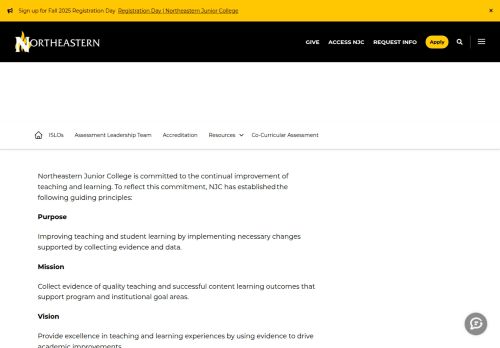 Sign up for Fall 2025 Registration Day Registration Day | Northeastern Junior College ×
NORTHEASTERN GIVE ACCESS NJC REQUEST INFO Apply
ISLOs Assessment Leadership Team Accreditation Resources Co-Curricular Assessment
Northeastern Junior College is committed to the continual improvement of
teaching and learning. To reflect this commitment, NJC has established the
following guiding principles:
Purpose
Improving teaching and student learning by implementing necessary changes
supported by collecting evidence and data.
Mission
Collect evidence of quality teaching and successful content learning outcomes that
support program and institutional goal areas.
Vision
Provide excellence in teaching and learning experiences by using evidence to drive
academic improvements.